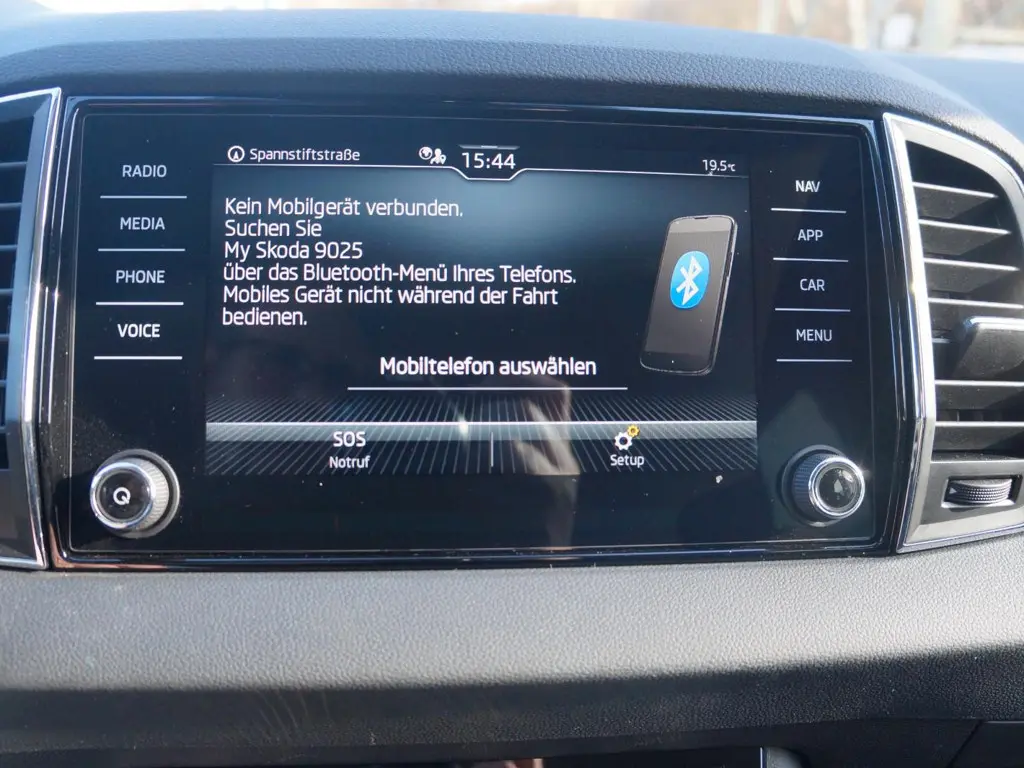 Spannstiftstraße
15:44
19.5°C
RADIO
MEDIA
PHONE
VOICE
Kein Mobilgerät verbunden.
Suchen Sie
My Skoda 9025
über das Bluetooth-Menü Ihres Telefons.
Mobiles Gerät nicht während der Fahrt
bedienen.
Mobiltelefon auswählen
SOS
Notruf
Setup
NAV
APP
CAR
MENU